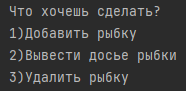 Что хочешь сделать?
1)Добавить рыбку
2)Вывести досье рыбки
3)Удалить рыбку